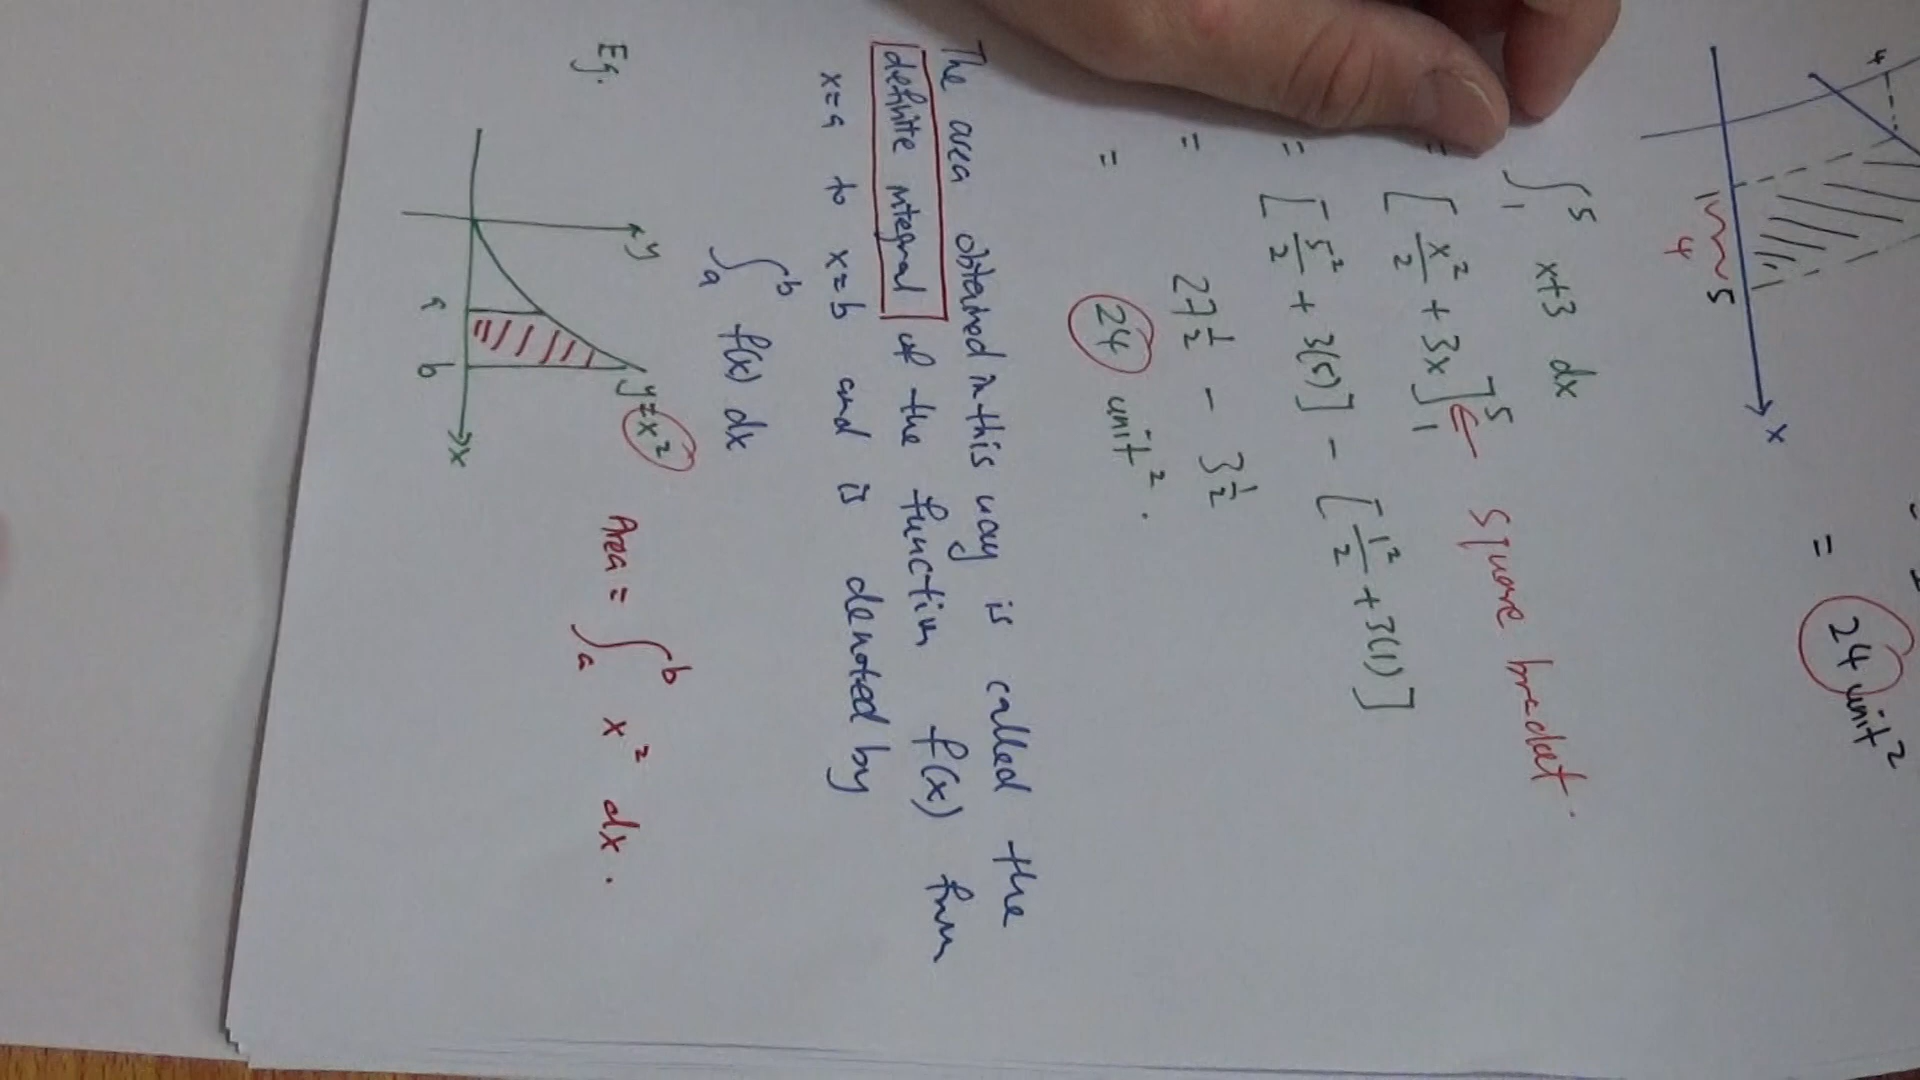 4
x
1 5
4
= 24 unit²
∫₁⁵ x+3 dx
= [x²/2 + 3x]₁⁵ ← square bracket.
= [5²/2 + 3(5)] - [1²/2 + 3(1)]
= 27½ - 3½
= 24 unit².
The area obtained in this way is called the
definite integral of the function f(x) from
x=a to x=b and is denoted by
∫ₐᵇ f(x) dx
Eg.
y
y=x²
a b x
Area = ∫ₐᵇ x² dx.